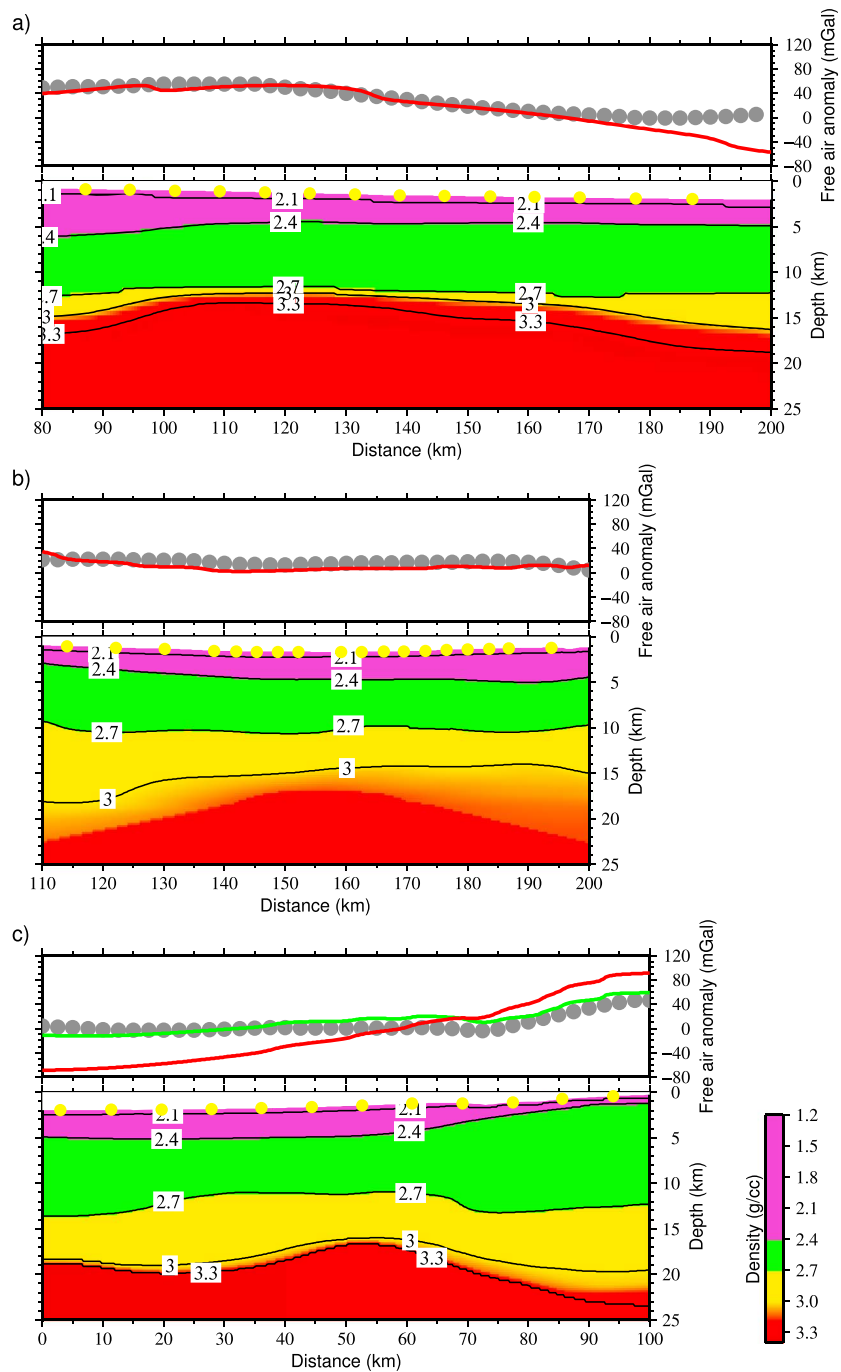 a)
120
80
40
0
−40
−80
Free air anomaly (mGal)
.1 2.1 2.1
.4 2.4 2.4
.7 2.7 2.7
3 3 3
3.3 3.3 3.3
0
5
10
15
20
25
Depth (km)
80 90 100 110 120 130 140 150 160 170 180 190 200
Distance (km)
b)
120
80
40
0
−40
−80
Free air anomaly (mGal)
2.1 2.1
2.4 2.4
2.7 2.7
3 3
0
5
10
15
20
25
Depth (km)
110 120 130 140 150 160 170 180 190 200
Distance (km)
c)
120
80
40
0
−40
−80
Free air anomaly (mGal)
2.1 2.1
2.4 2.4
2.7 2.7
3 3
3.3 3.3
0
5
10
15
20
25
Depth (km)
0 10 20 30 40 50 60 70 80 90 100
Distance (km)
Density (g/cc)
1.2
1.5
1.8
2.1
2.4
2.7
3.0
3.3